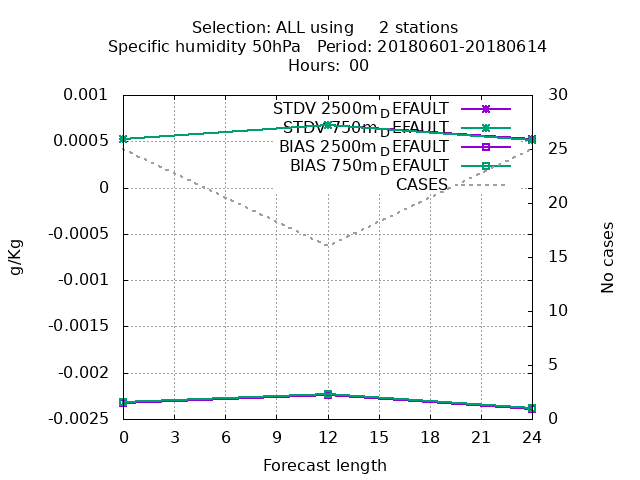 Selection: ALL using     2 stations
Specific humidity 50hPa   Period: 20180601-20180614
Hours: 00
0.001
0.0005
0
-0.0005
-0.001
-0.0015
-0.002
-0.0025
g/Kg
STDV 2500m_DEFAULT
STDV 750m_DEFAULT
BIAS 2500m_DEFAULT
BIAS 750m_DEFAULT
CASES
30
25
20
15
10
5
0
No cases
0 3 6 9 12 15 18 21 24
Forecast length